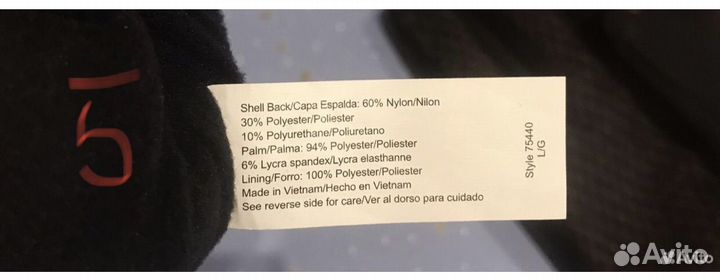 51
Shell Back/Capa Espalda: 60% Nylon/Nilon
30% Polyester/Poliester
10% Polyurethane/Poliuretano
Palm/Palma: 94% Polyester/Poliester
6% Lycra spandex/Lycra elasthanne
Lining/Forro: 100% Polyester/Poliester
Made in Vietnam/Hecho en Vietnam
See reverse side for care/Ver al dorso para cuidado
Style 75440
L/G
Avito
Avito